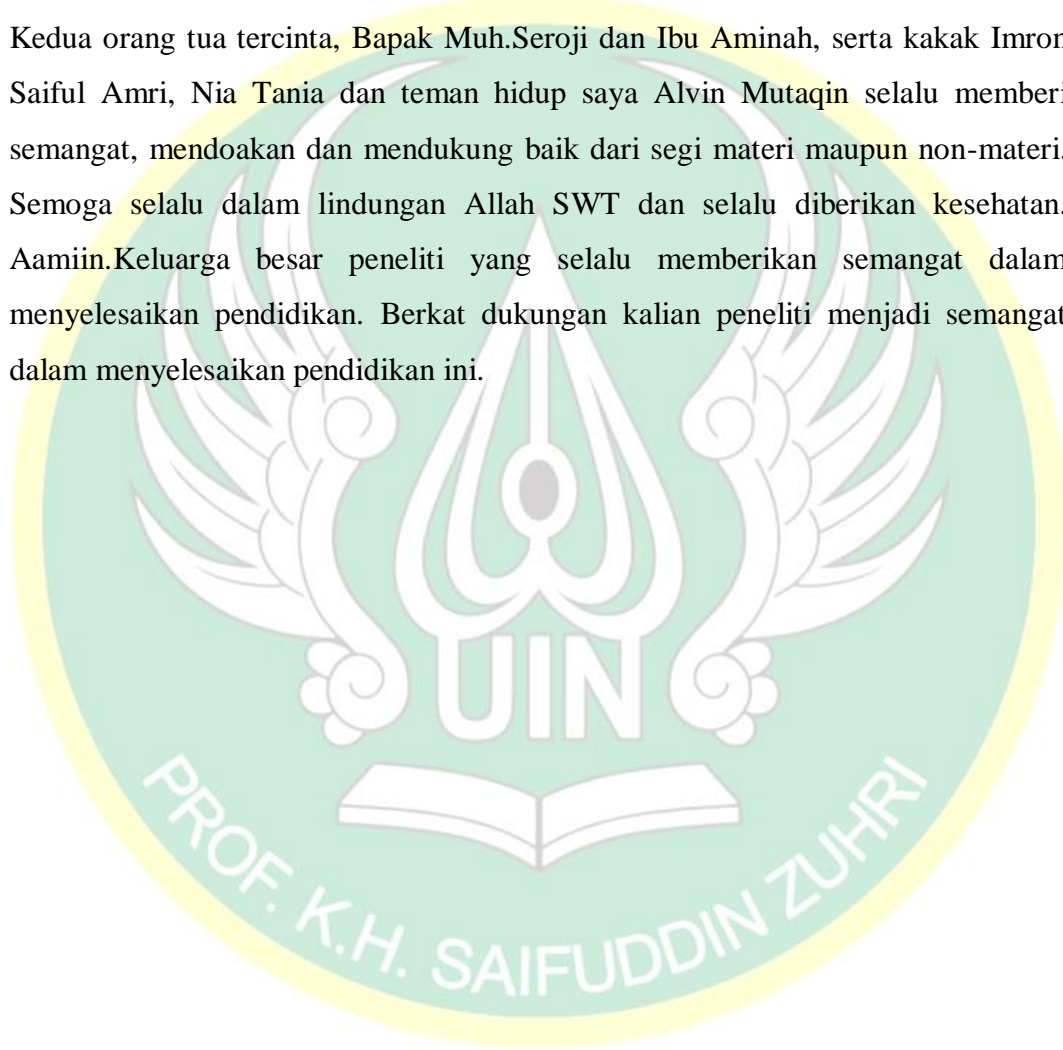 Kedua orang tua tercinta, Bapak Muh.Seroji dan Ibu Aminah, serta kakak Imron
Saiful Amri, Nia Tania dan teman hidup saya Alvin Mutaqin selalu memberi
semangat, mendoakan dan mendukung baik dari segi materi maupun non-materi.
Semoga selalu dalam lindungan Allah SWT dan selalu diberikan kesehatan.
Aamiin.Keluarga besar peneliti yang selalu memberikan semangat dalam
menyelesaikan pendidikan. Berkat dukungan kalian peneliti menjadi semangat
dalam menyelesaikan pendidikan ini.
UIN
PROF. K.H. SAIFUDDIN ZUHRI